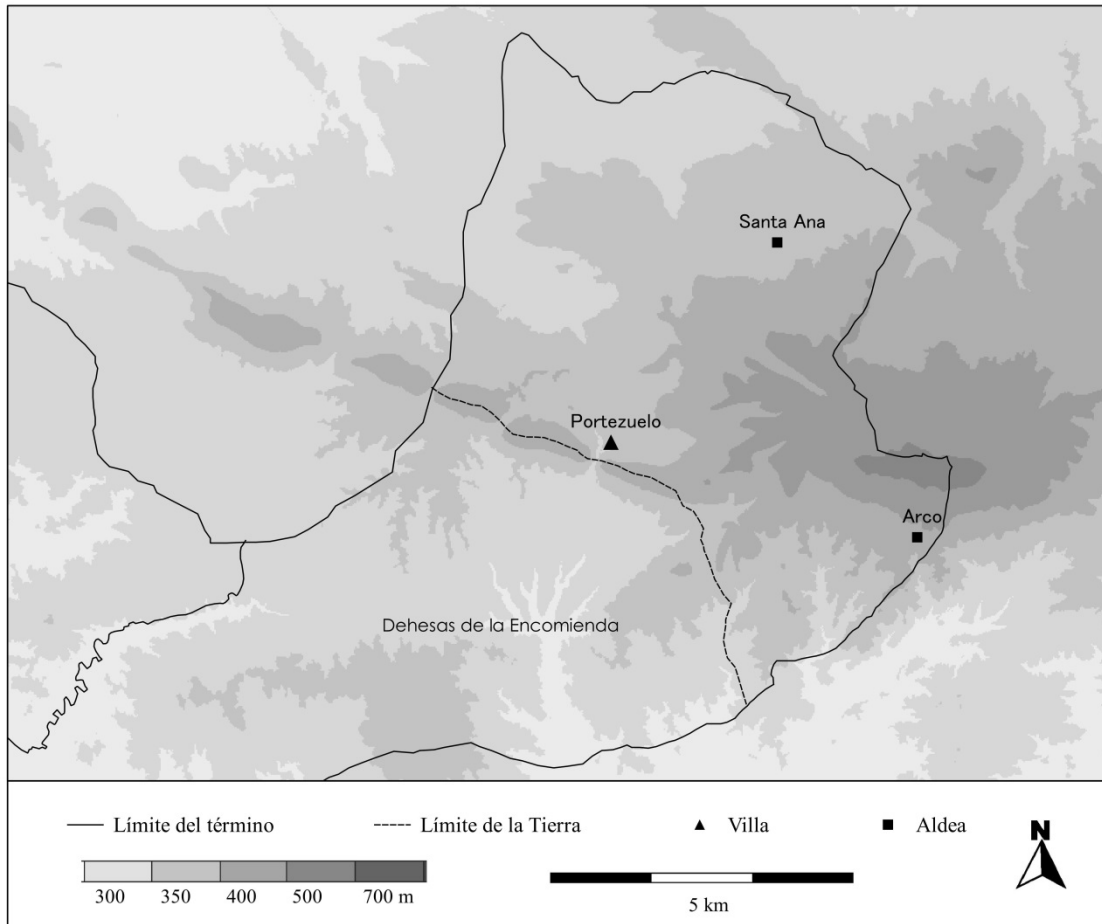 Santa Ana
Portezuelo
Arco
Dehesas de la Encomienda
Límite del término
Límite de la Tierra
Villa
Aldea
N
300 350 400 500 700 m
5 km